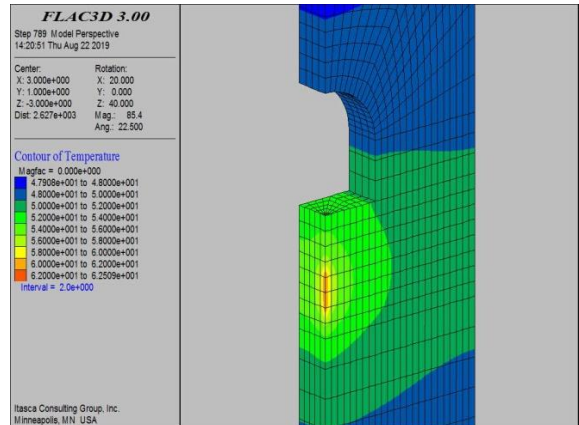 FLAC3D 3.00
Step 789 Model Perspective
14:20:51 Thu Aug 22 2019
Center: Rotation:
X: 3.000e+000 X: 20.000
Y: 1.000e+000 Y: 0.000
Z: -3.000e+000 Z: 40.000
Dist: 2.627e+003 Mag.: 85.4
Ang.: 22.500
Contour of Temperature
Magfac = 0.000e+000
4.7908e+001 to 4.8000e+001
4.8000e+001 to 5.0000e+001
5.0000e+001 to 5.2000e+001
5.2000e+001 to 5.4000e+001
5.4000e+001 to 5.6000e+001
5.6000e+001 to 5.8000e+001
5.8000e+001 to 6.0000e+001
6.0000e+001 to 6.2000e+001
6.2000e+001 to 6.2509e+001
Interval = 2.0e+000
Itasca Consulting Group, Inc.
Minneapolis, MN USA